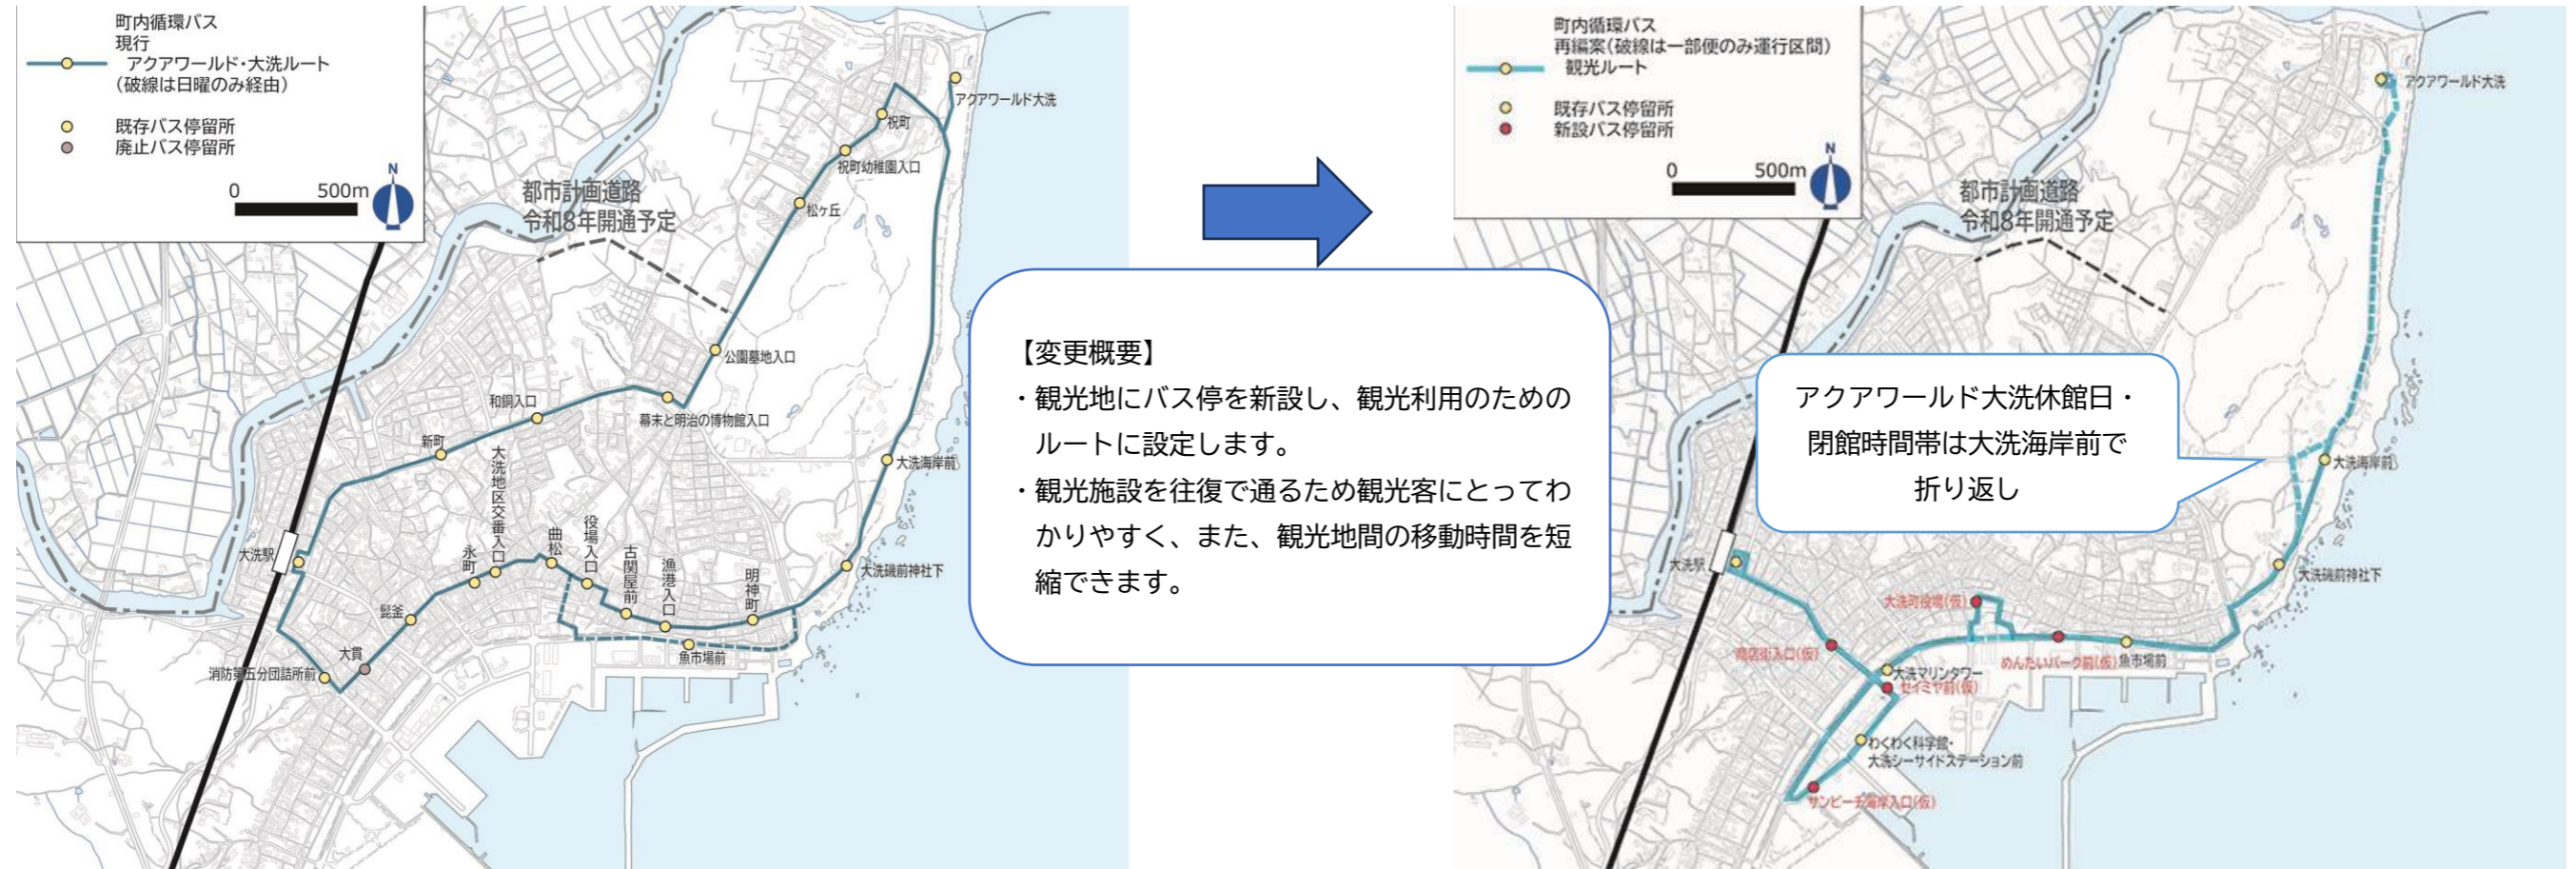 町内循環バス
現行
アクアワールド・大洗ルート
(破線は日曜のみ経由)
既存バス停留所
廃止バス停留所
0 500m
N
都市計画道路
令和8年開通予定
アクアワールド大洗
祝町
祝町幼稚園入口
松ヶ丘
公園墓地入口
幕末と明治の博物館入口
和銅入口
新町
大洗地区交番入口
永町
曲松
役場入口
古関屋前
漁港入口
明神町
大洗海岸前
大洗磯前神社下
大洗駅
髭釜
大貫
消防第五分団詰所前
魚市場前
【変更概要】
・観光地にバス停を新設し、観光利用のための
ルートに設定します。
・観光施設を往復で通るため観光客にとってわ
かりやすく、また、観光地間の移動時間を短
縮できます。
町内循環バス
再編案(破線は一部便のみ運行区間)
観光ルート
既存バス停留所
新設バス停留所
0 500m
N
都市計画道路
令和8年開通予定
アクアワールド大洗
アクアワールド大洗休館日・
閉館時間帯は大洗海岸前で
折り返し
大洗海岸前
大洗磯前神社下
大洗駅
大洗町役場(仮)
商店街入口(仮)
めんたいパーク前(仮)
魚市場前
大洗マリンタワー
セイミヤ前(仮)
わくわく科学館・
大洗シーサイドステーション前
サンビーチ海岸入口(仮)